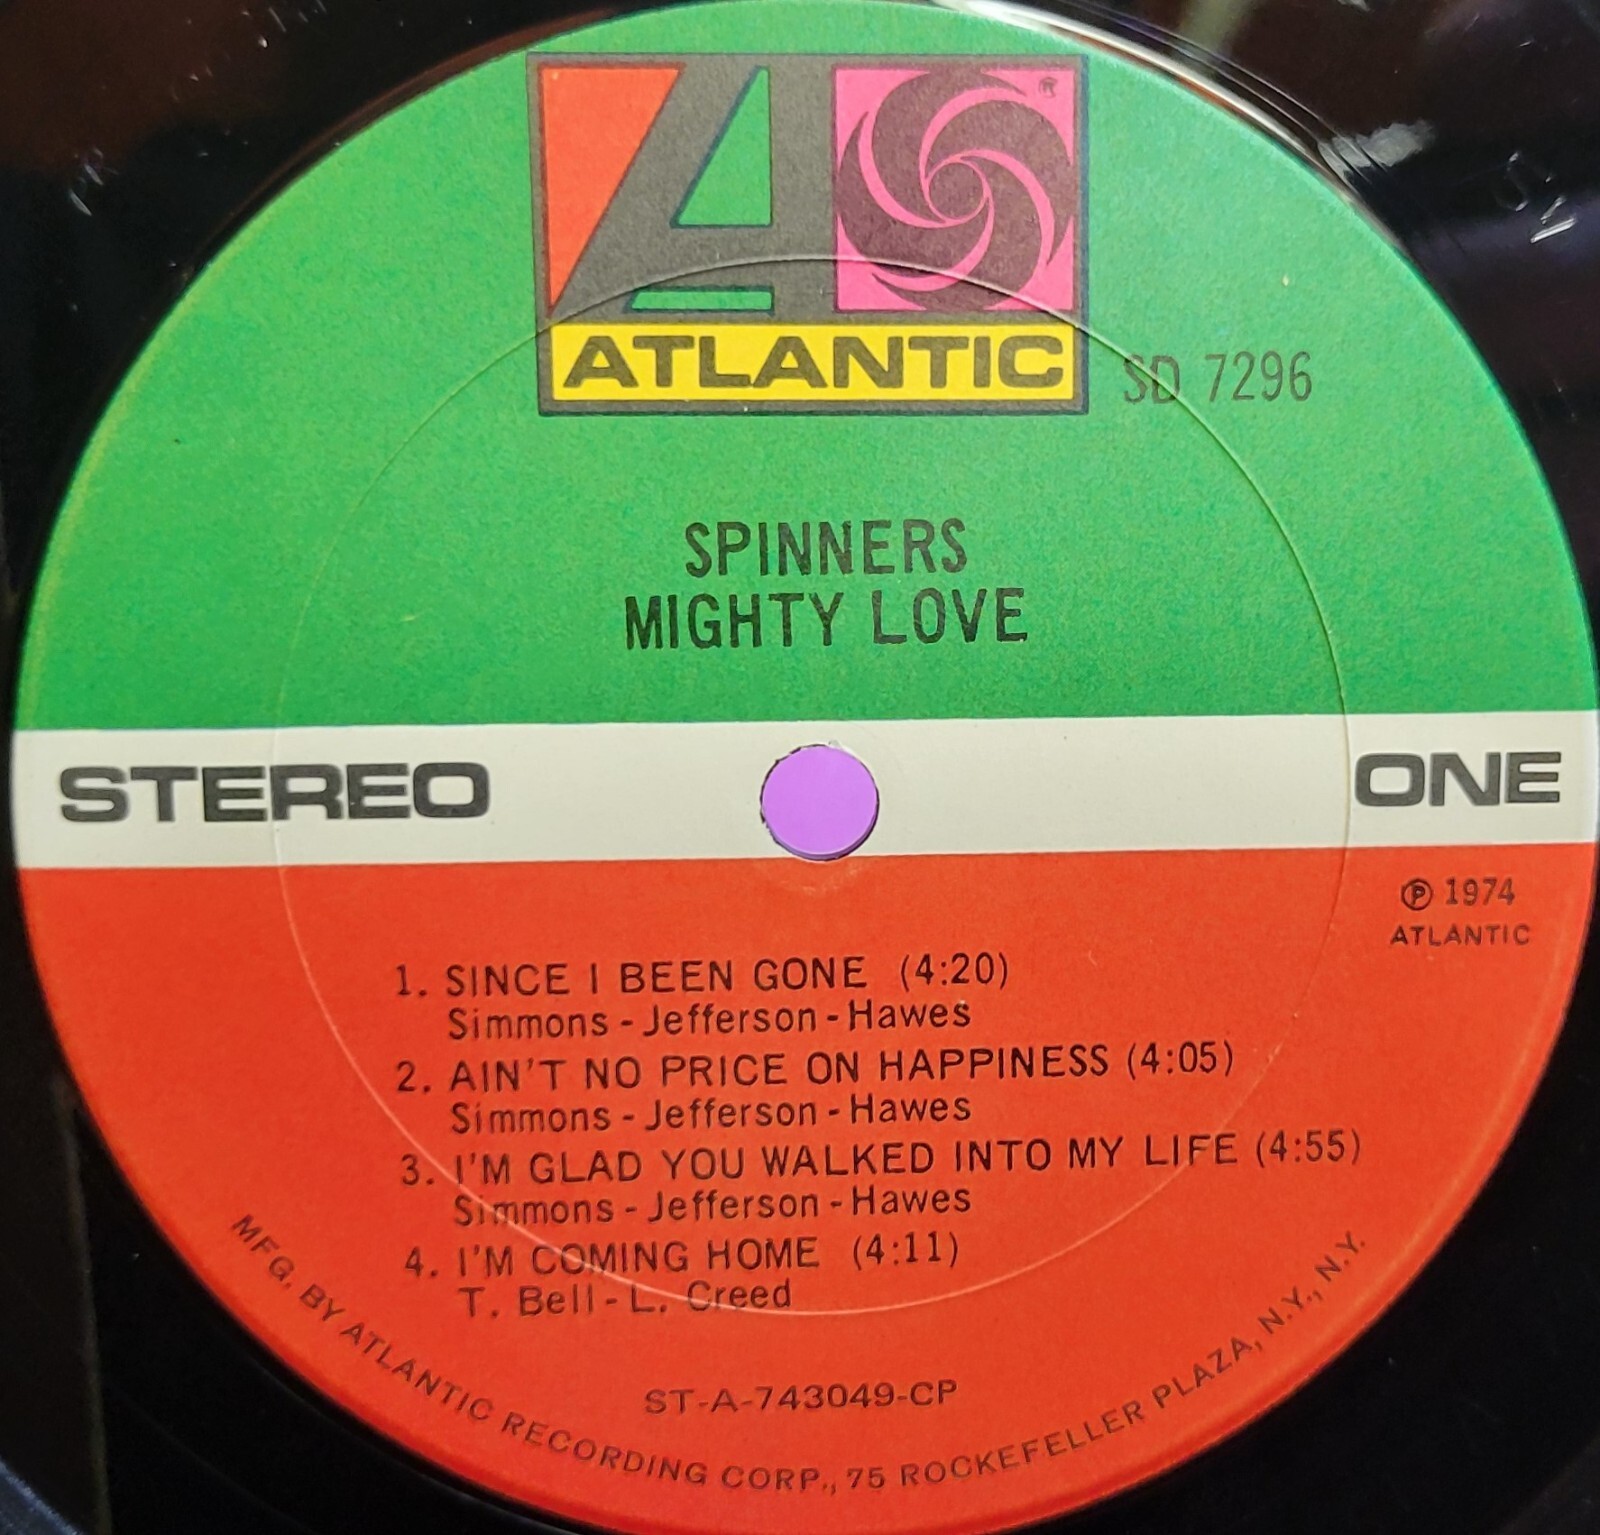 ATLANTIC
SD 7296
SPINNERS
MIGHTY LOVE
STEREO
ONE
℗ 1974
ATLANTIC
1. SINCE I BEEN GONE (4:20)
Simmons - Jefferson - Hawes
2. AIN'T NO PRICE ON HAPPINESS (4:05)
Simmons - Jefferson - Hawes
3. I'M GLAD YOU WALKED INTO MY LIFE (4:55)
Simmons - Jefferson - Hawes
4. I'M COMING HOME (4:11)
T. Bell - L. Creed
ST-A-743049-CP
MFG. BY ATLANTIC RECORDING CORP., 75 ROCKEFELLER PLAZA, N.Y., N.Y.